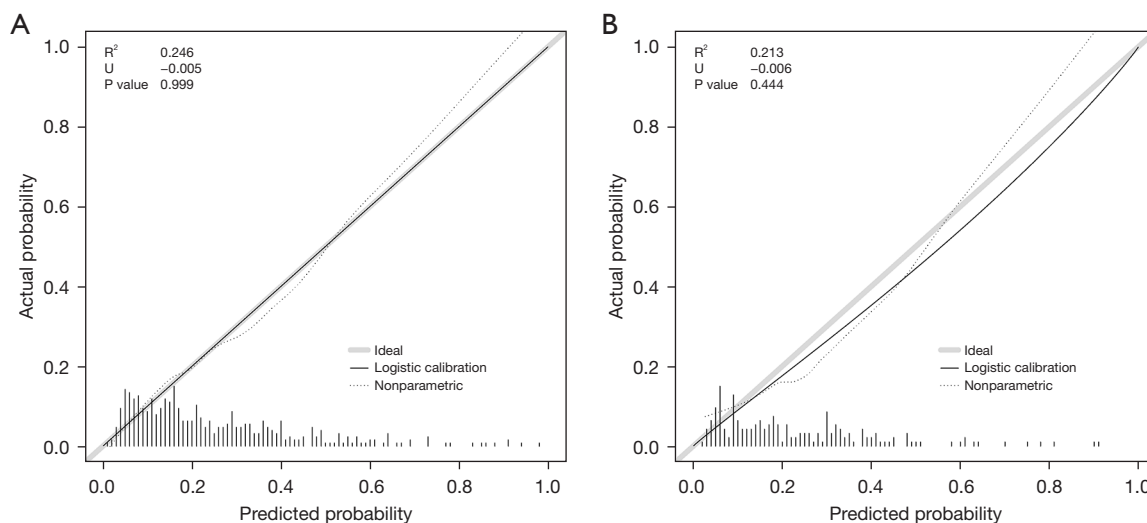 A
R² 0.246
U −0.005
P value 0.999
1.0
0.8
0.6
0.4
0.2
0.0
Actual probability
Ideal
Logistic calibration
Nonparametric
0.0 0.2 0.4 0.6 0.8 1.0
Predicted probability
B
R² 0.213
U −0.006
P value 0.444
1.0
0.8
0.6
0.4
0.2
0.0
Actual probability
Ideal
Logistic calibration
Nonparametric
0.0 0.2 0.4 0.6 0.8 1.0
Predicted probability